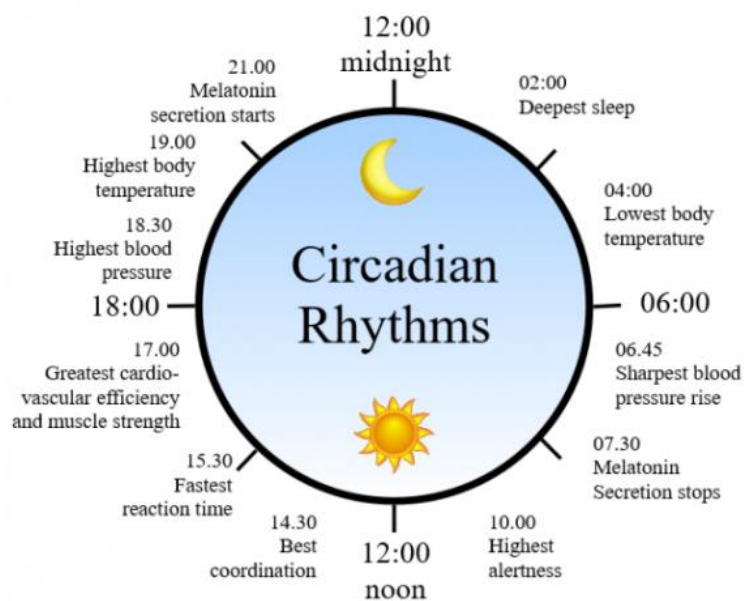 12:00
midnight
02:00
Deepest sleep
04:00
Lowest body
temperature
06:00
06.45
Sharpest blood
pressure rise
07.30
Melatonin
Secretion stops
10.00
Highest
alertness
12:00
noon
14.30
Best
coordination
15.30
Fastest
reaction time
17.00
Greatest cardio-
vascular efficiency
and muscle strength
18:00
18.30
Highest blood
pressure
19.00
Highest body
temperature
21.00
Melatonin
secretion starts
Circadian
Rhythms